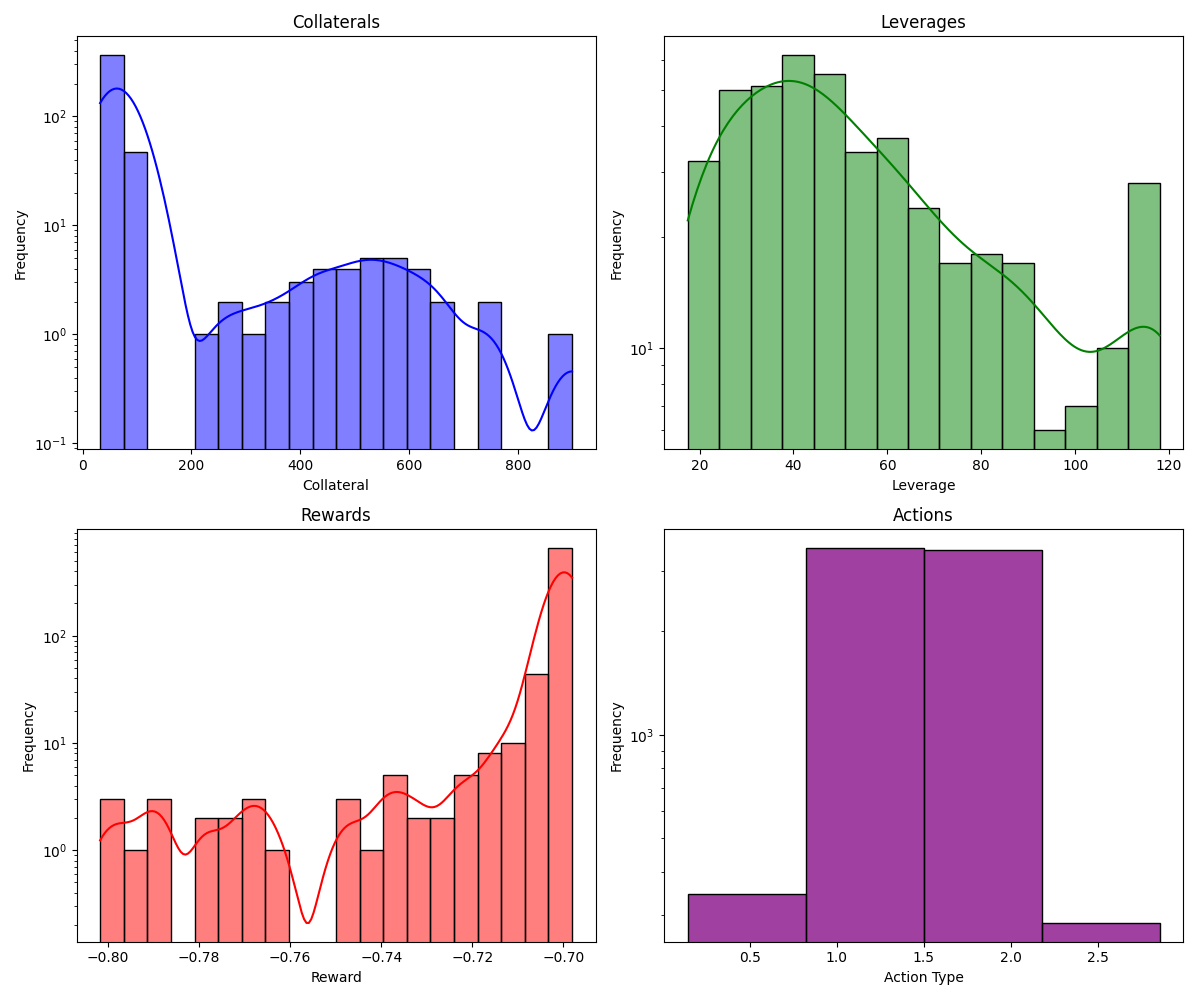 Collaterals
Frequency
10²
10¹
10⁰
10⁻¹
0 200 400 600 800
Collateral
Leverages
Frequency
10¹
20 40 60 80 100 120
Leverage
Rewards
Frequency
10²
10¹
10⁰
−0.80 −0.78 −0.76 −0.74 −0.72 −0.70
Reward
Actions
Frequency
10³
0.5 1.0 1.5 2.0 2.5
Action Type